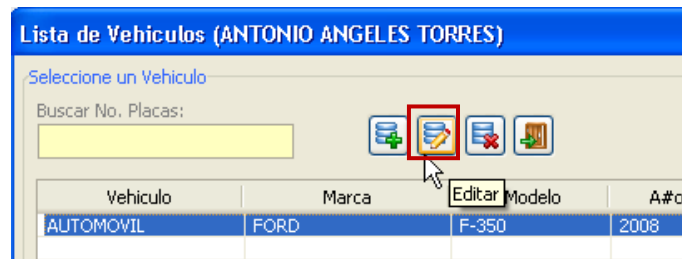 Lista de Vehiculos (ANTONIO ANGELES TORRES)
Seleccione un Vehiculo
Buscar No. Placas:
Editar
Vehiculo Marca Modelo A#o
AUTOMOVIL FORD F-350 2008